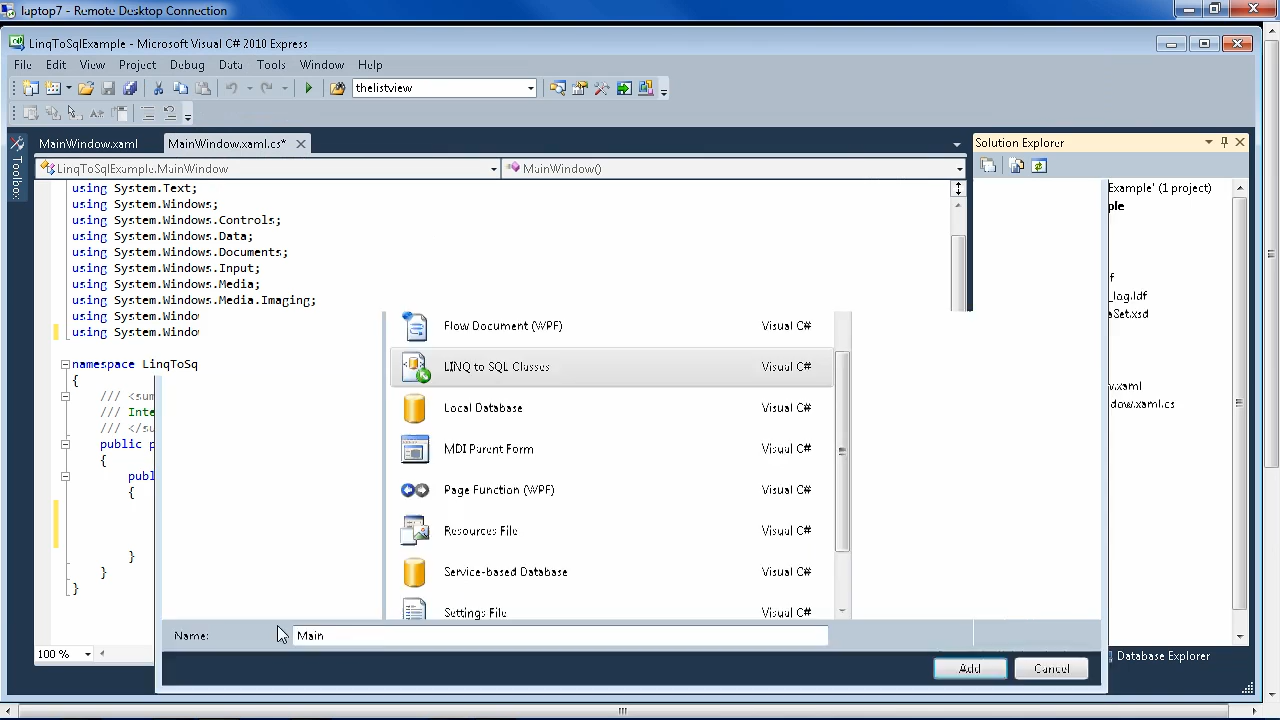 laptop7 - Remote Desktop Connection
LinqToSqlExample - Microsoft Visual C# 2010 Express
File Edit View Project Debug Data Tools Window Help
thelistview
MainWindow.xaml MainWindow.xaml.cs*
Solution Explorer
Toolbox
LinqToSqlExample.MainWindow MainWindow()
using System.Text;
using System.Windows;
using System.Windows.Controls;
using System.Windows.Data;
using System.Windows.Documents;
using System.Windows.Input;
using System.Windows.Media;
using System.Windows.Media.Imaging;
using System.Windo
using System.Windo
namespace LinqToSq
{
/// <sum
/// Inte
/// </su
public p
{
publ
{
}
}
}
100 %
Example' (1 project)
ple
f
_log.ldf
aSet.xsd
w.xaml
dow.xaml.cs
Flow Document (WPF) Visual C#
LINQ to SQL Classes Visual C#
Local Database Visual C#
MDI Parent Form Visual C#
Page Function (WPF) Visual C#
Resources File Visual C#
Service-based Database Visual C#
Settings File Visual C#
Name: Main
Add Cancel
Database Explorer